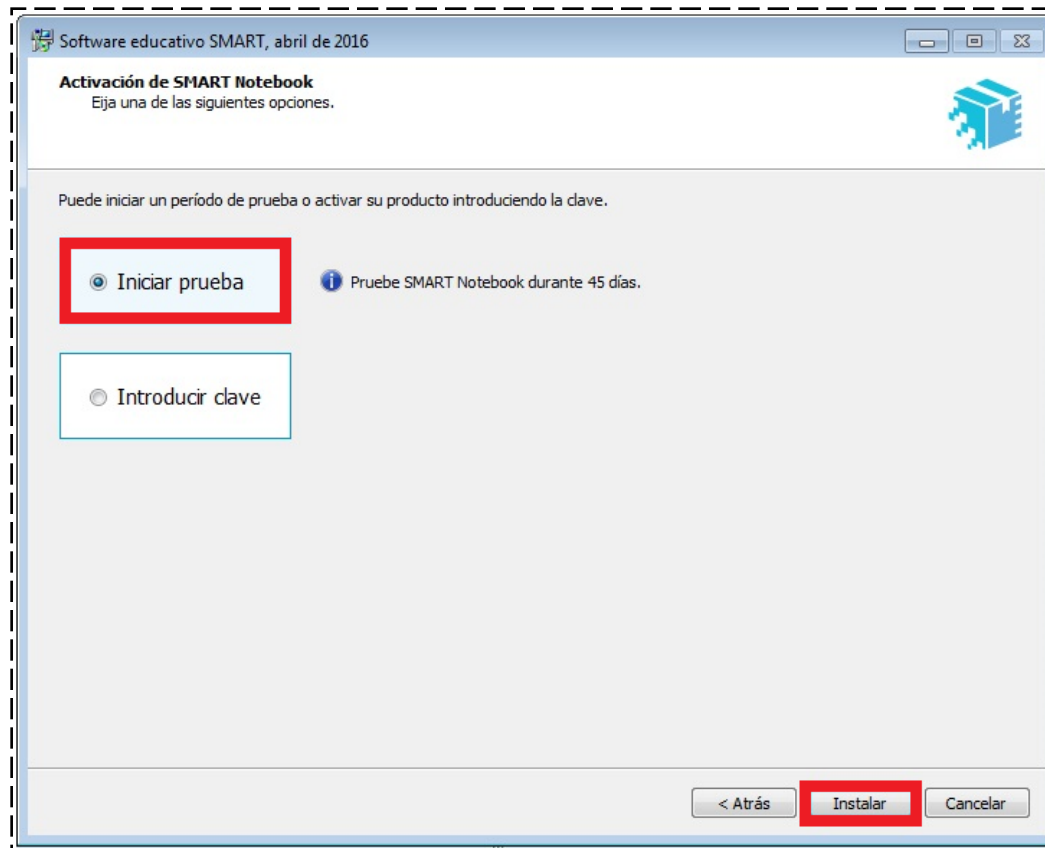 Software educativo SMART, abril de 2016
Activación de SMART Notebook
Eija una de las siguientes opciones.
Puede iniciar un período de prueba o activar su producto introduciendo la clave.
Iniciar prueba
Pruebe SMART Notebook durante 45 días.
Introducir clave
< Atrás Instalar Cancelar